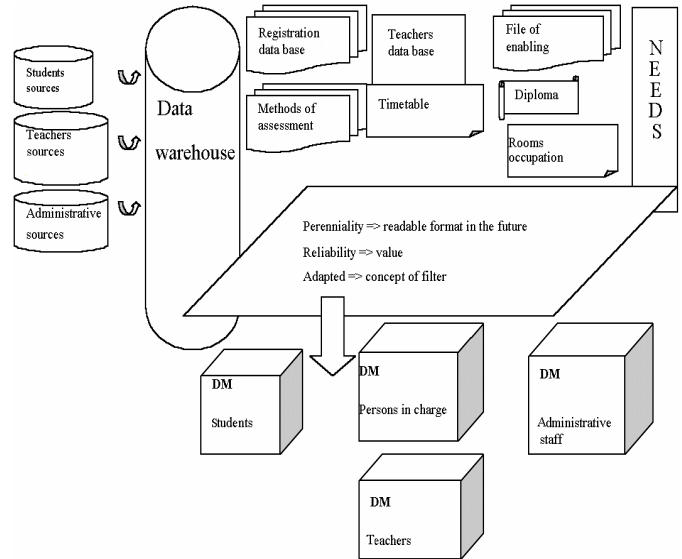 Students
sources
Teachers
sources
Administrative
sources
Data
warehouse
Registration
data base
Teachers
data base
File of
enabling
Methods of
assessment
Timetable
Diploma
Rooms
occupation
N
E
E
D
S
Perenniality => readable format in the future
Reliability => value
Adapted => concept of filter
DM
Students
DM
Persons in charge
DM
Administrative
staff
DM
Teachers